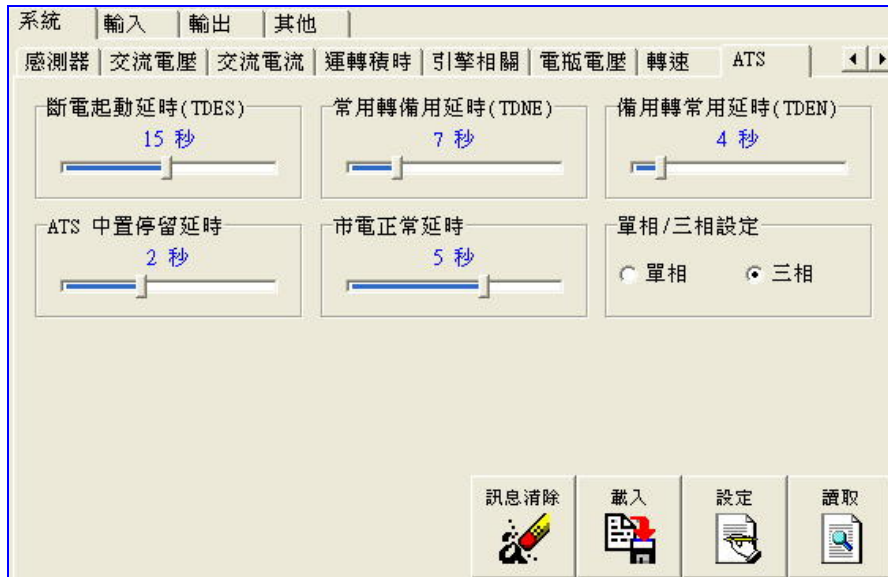 系統 輸入 輸出 其他
感測器 交流電壓 交流電流 運轉積時 引擎相關 電瓶電壓 轉速 ATS
斷電起動延時(TDES) 常用轉備用延時(TDNE) 備用轉常用延時(TDEN)
15 秒 7 秒 4 秒
ATS 中置停留延時 市電正常延時 單相/三相設定
2 秒 5 秒
單相 三相
訊息清除 載入 設定 讀取